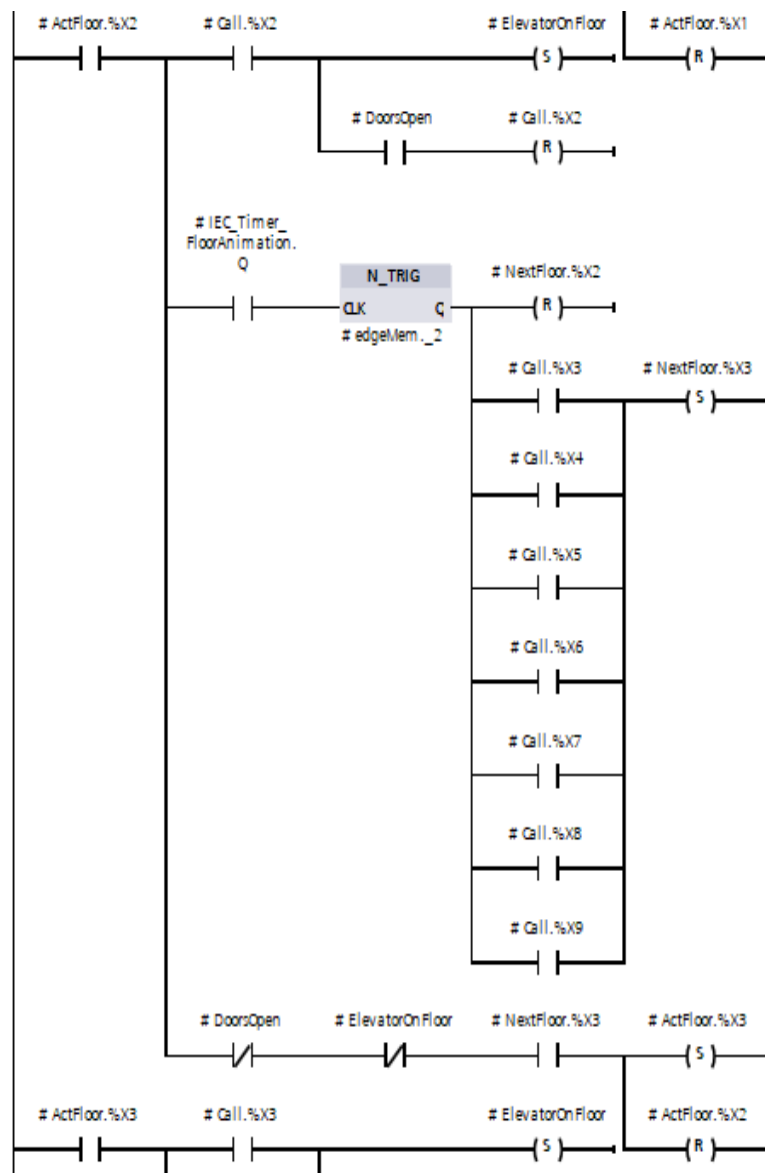 # ActFloor.%X2 # Call.%X2 # ElevatorOnFloor # ActFloor.%X1
( S ) ( R )
# DoorsOpen # Call.%X2
( R )
# IEC_Timer_
FloorAnimation.
Q
N_TRIG # NextFloor.%X2
CLK Q ( R )
# edgeMem._2
# Call.%X3 # NextFloor.%X3
( S )
# Call.%X4
# Call.%X5
# Call.%X6
# Call.%X7
# Call.%X8
# Call.%X9
# DoorsOpen # ElevatorOnFloor # NextFloor.%X3 # ActFloor.%X3
( S )
# ActFloor.%X3 # Call.%X3 # ElevatorOnFloor # ActFloor.%X2
( S ) ( R )